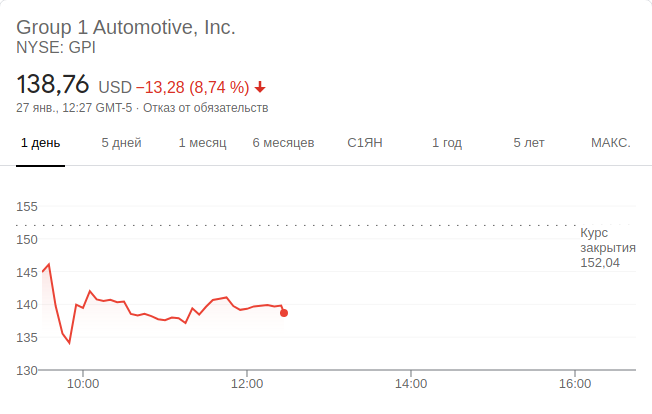 Group 1 Automotive, Inc.
NYSE: GPI
138,76 USD −13,28 (8,74 %)
27 янв., 12:27 GMT-5 · Отказ от обязательств
1 день 5 дней 1 месяц 6 месяцев С1ЯН 1 год 5 лет МАКС.
155
Курс
150
закрытия
152,04
145
140
135
130
10:00 12:00 14:00 16:00